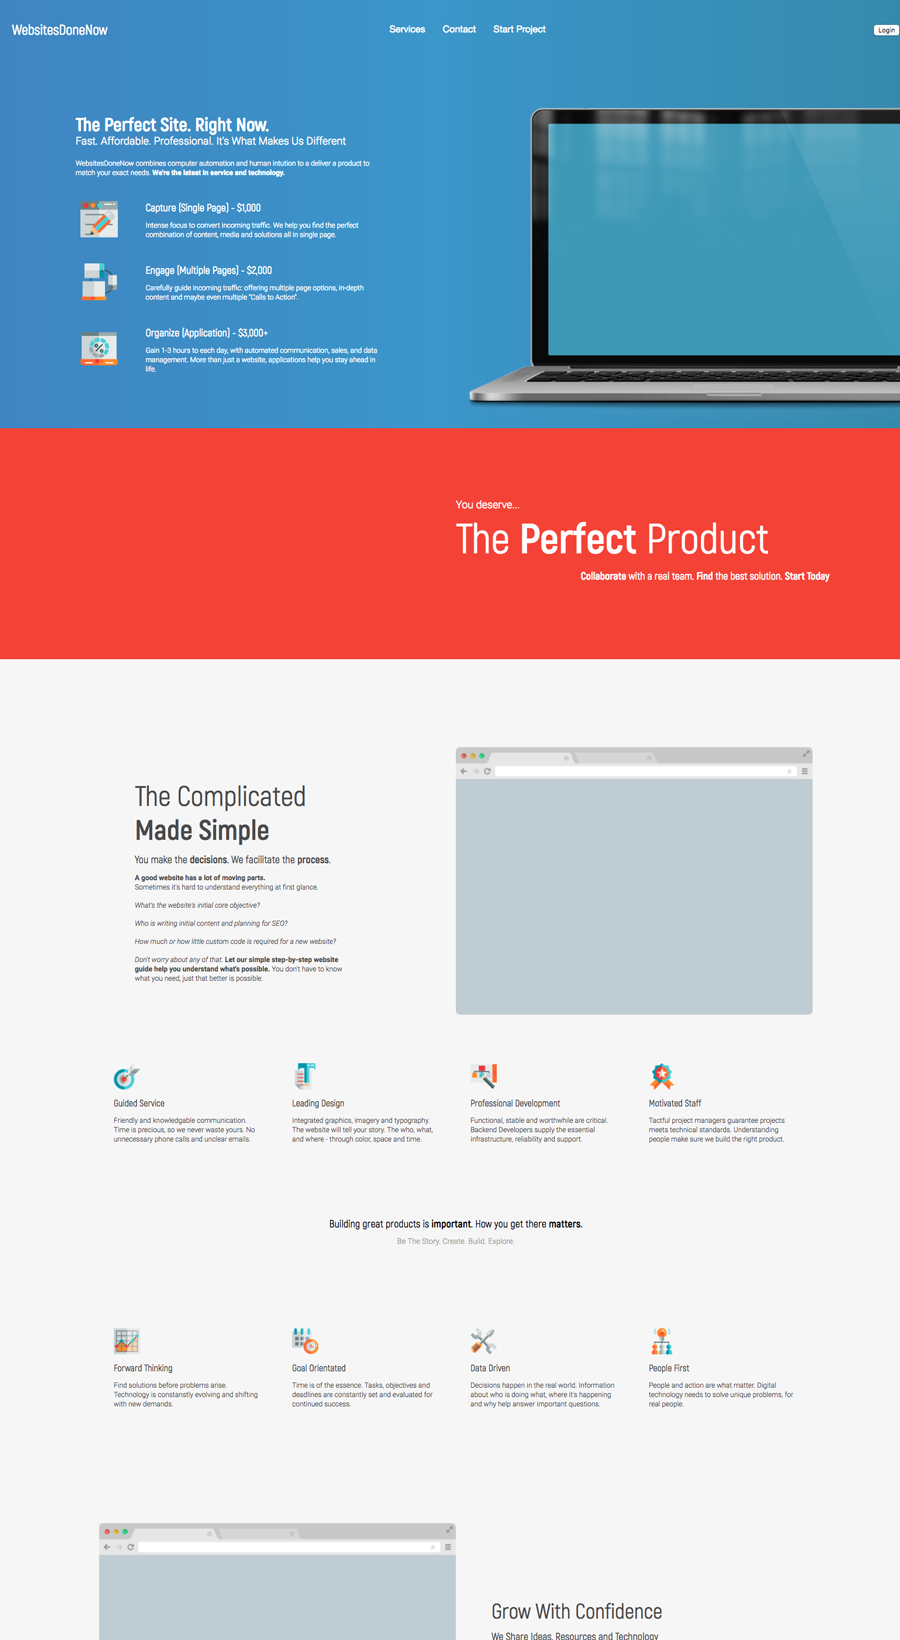 WebsitesDoneNow
Services
Contact
Start Project
Login
The Perfect Site. Right Now.
Fast. Affordable. Professional. It's What Makes Us Different
WebsitesDoneNow combines computer automation and human intution to a deliver a product to
match your exact needs. We're the latest in service and technology.
Capture (Single Page) - $1,000
Intense focus to convert incoming traffic. We help you find the perfect
combination of content, media and solutions all in single page.
Engage (Multiple Pages) - $2,000
Carefully guide incoming traffic: offering multiple page options, in-depth
content and maybe even multiple "Calls to Action".
Organize (Application) - $3,000+
Gain 1-3 hours to each day, with automated communication, sales, and data
management. More than just a website, applications help you stay ahead in
life.
You deserve...
The Perfect Product
Collaborate with a real team. Find the best solution. Start Today
The Complicated
Made Simple
You make the decisions. We facilitate the process.
A good website has a lot of moving parts.
Sometimes it's hard to understand everything at first glance.
What's the website's initial core objective?
Who is writing initial content and planning for SEO?
How much or how little custom code is required for a new website?
Don't worry about any of that. Let our simple step-by-step website
guide help you understand what's possible. You don't have to know
what you need, just that better is possible.
Guided Service
Friendly and knowledgable communication.
Time is precious, so we never waste yours. No
unnecessary phone calls and unclear emails.
Leading Design
Integrated graphics, imagery and typography.
The website will tell your story. The who, what,
and where - through color, space and time.
Professional Development
Functional, stable and worthwhile are critical.
Backend Developers supply the essential
infrastructure, reliability and support.
Motivated Staff
Tactful project managers guarantee projects
meets technical standards. Understanding
people make sure we build the right product.
Building great products is important. How you get there matters.
Be The Story. Create. Build. Explore.
Forward Thinking
Find solutions before problems arise.
Technology is constantly evolving and shifting
with new demands.
Goal Orientated
Time is of the essence. Tasks, objectives and
deadlines are constantly set and evaluated for
continued success.
Data Driven
Decisions happen in the real world. Information
about who is doing what, where it's happening
and why help answer important questions.
People First
People and action are what matter. Digital
technology needs to solve unique problems, for
real people.
Grow With Confidence
We Share Ideas, Resources and Technology